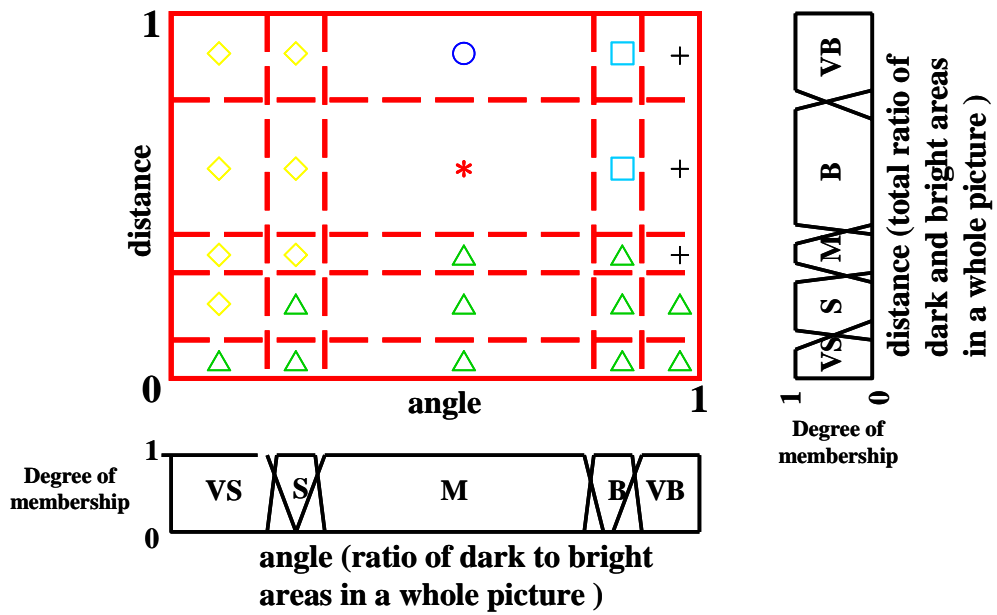 1
distance
0
angle
1
VB
B
M
S
VS
1
0
Degree of
membership
distance (total ratio of
dark and bright areas
in a whole picture )
Degree of
membership
1
0
VS
S
M
B
VB
angle (ratio of dark to bright
areas in a whole picture )